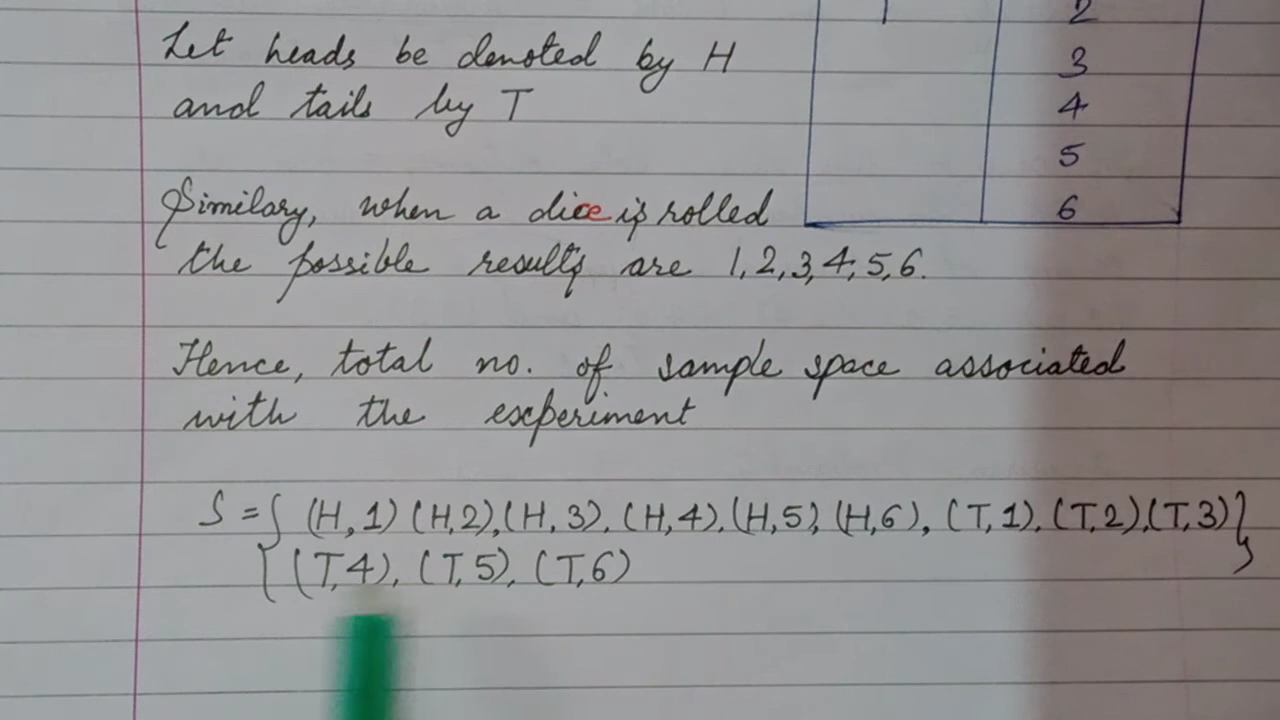 2
Let heads be denoted by H
3
and tails by T
4
5
Similary, when a dice is rolled
6
the possible results are 1,2,3,4,5,6.
Hence, total no. of sample space associated
with the experiment
S = { (H,1) (H,2),(H,3), (H,4), (H,5), (H,6), (T,1), (T,2),(T,3)}
(T,4), (T,5), (T,6)